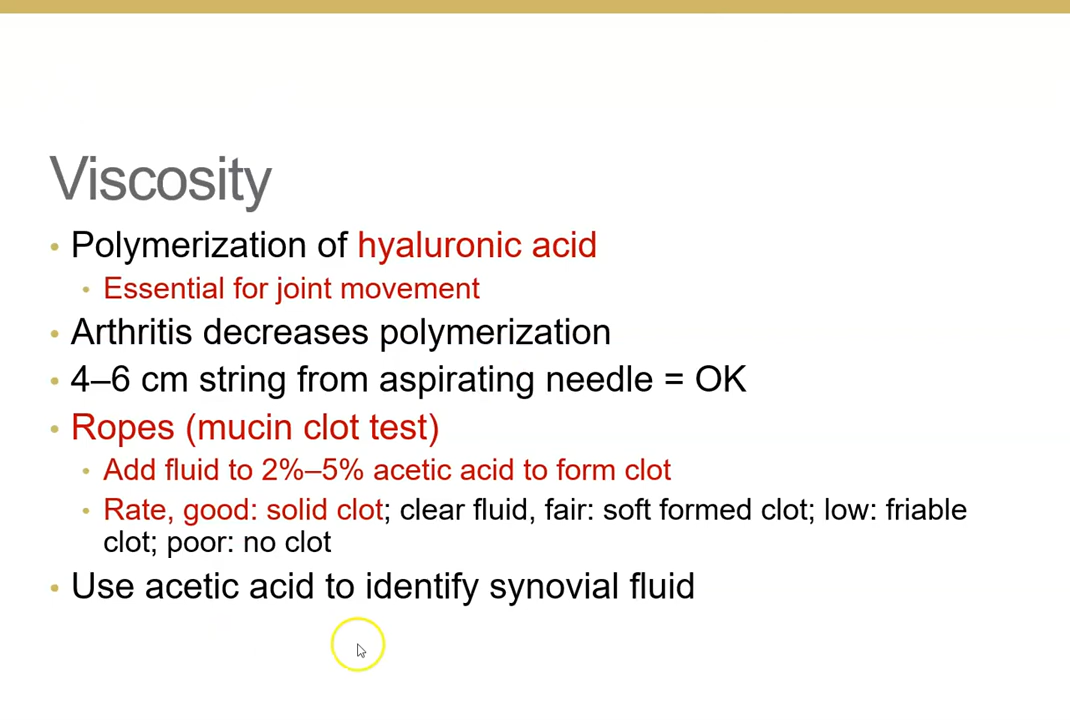 Viscosity
• Polymerization of hyaluronic acid
• Essential for joint movement
• Arthritis decreases polymerization
• 4–6 cm string from aspirating needle = OK
• Ropes (mucin clot test)
• Add fluid to 2%–5% acetic acid to form clot
• Rate, good: solid clot; clear fluid, fair: soft formed clot; low: friable
clot; poor: no clot
• Use acetic acid to identify synovial fluid